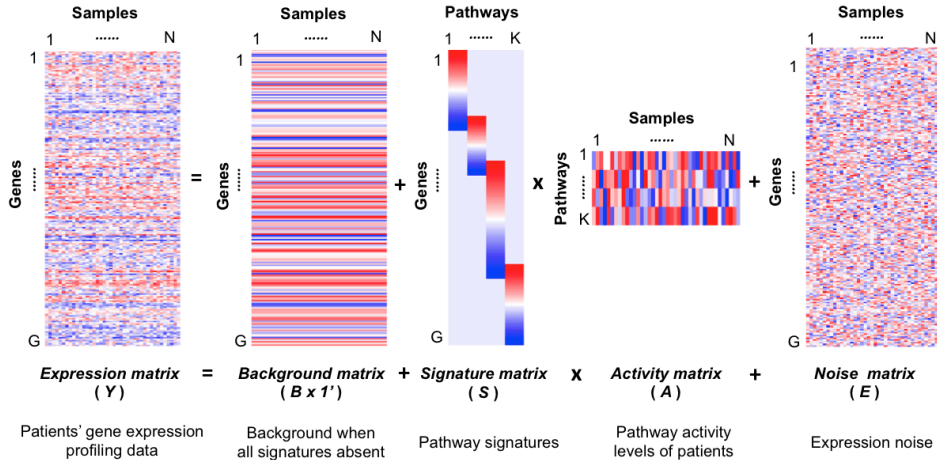 Samples
1 ...... N
Genes
1
......
G
=
Samples
1 ...... N
Genes
1
......
G
+
Pathways
1 ...... K
Genes
1
......
G
x
Samples
1 ...... N
Pathways
1
......
K
+
Samples
1 ...... N
Genes
1
......
G
Expression matrix = Background matrix + Signature matrix x Activity matrix + Noise matrix
( Y ) ( B x 1' ) ( S ) ( A ) ( E )
Patients' gene expression
profiling data
Background when
all signatures absent
Pathway signatures
Pathway activity
levels of patients
Expression noise